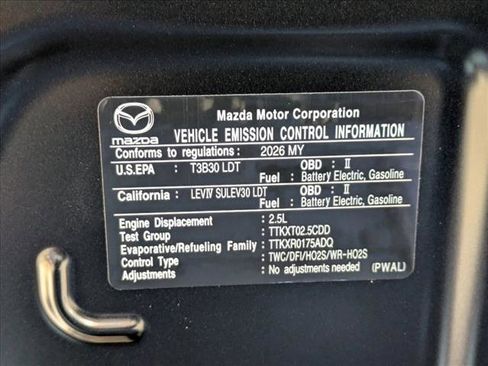 Mazda Motor Corporation
mazda VEHICLE EMISSION CONTROL INFORMATION
Conforms to regulations : 2026 MY
U.S.EPA : T3B30 LDT OBD : II
Fuel : Battery Electric, Gasoline
California : LEVIV SULEV30 LDT OBD : II
Fuel : Battery Electric, Gasoline
Engine Displacement : 2.5L
Test Group : TTKXT02.5CDD
Evaporative/Refueling Family : TTKXR0175ADQ
Control Type : TWC/DFI/HO2S/WR-HO2S
Adjustments : No adjustments needed (PWAL)